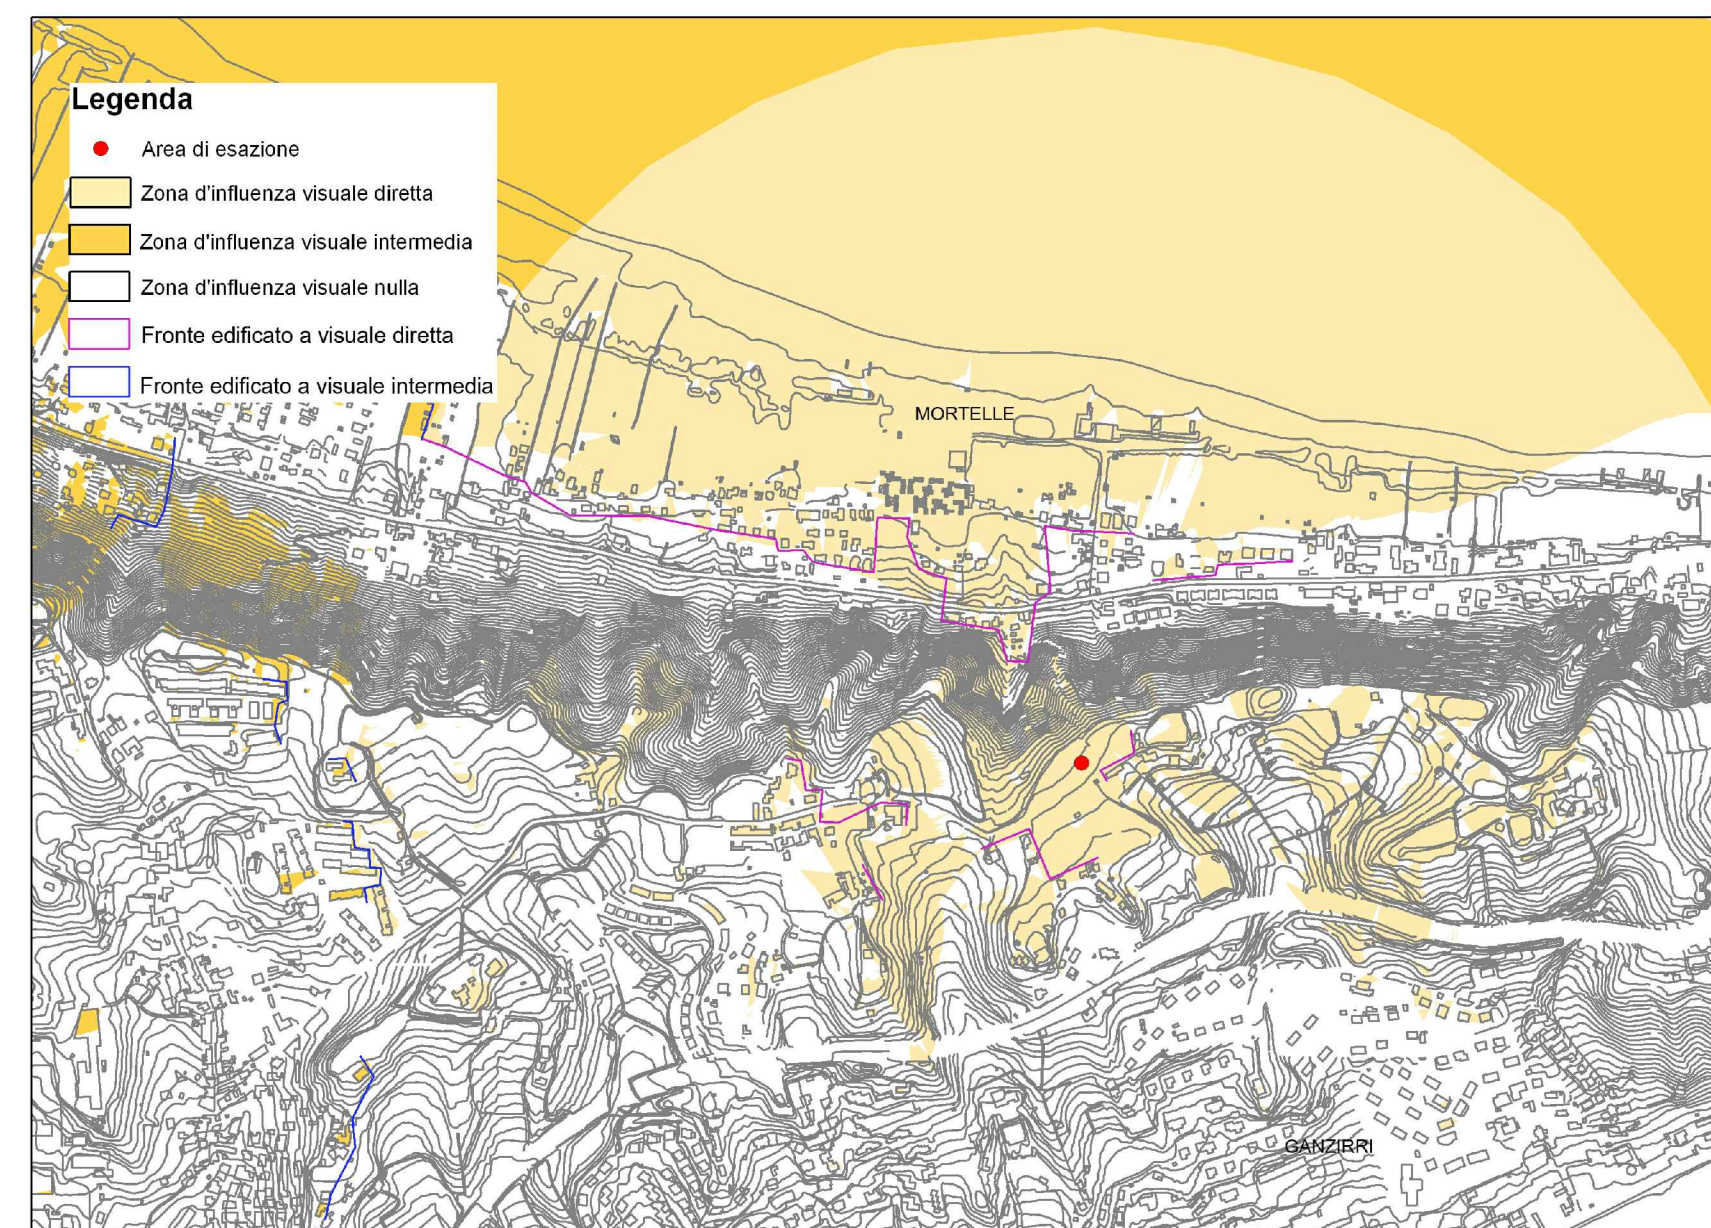 Legenda
Area di esazione
Zona d'influenza visuale diretta
Zona d'influenza visuale intermedia
Zona d'influenza visuale nulla
Fronte edificato a visuale diretta
Fronte edificato a visuale intermedia
MORTELLE
GANZIRRI